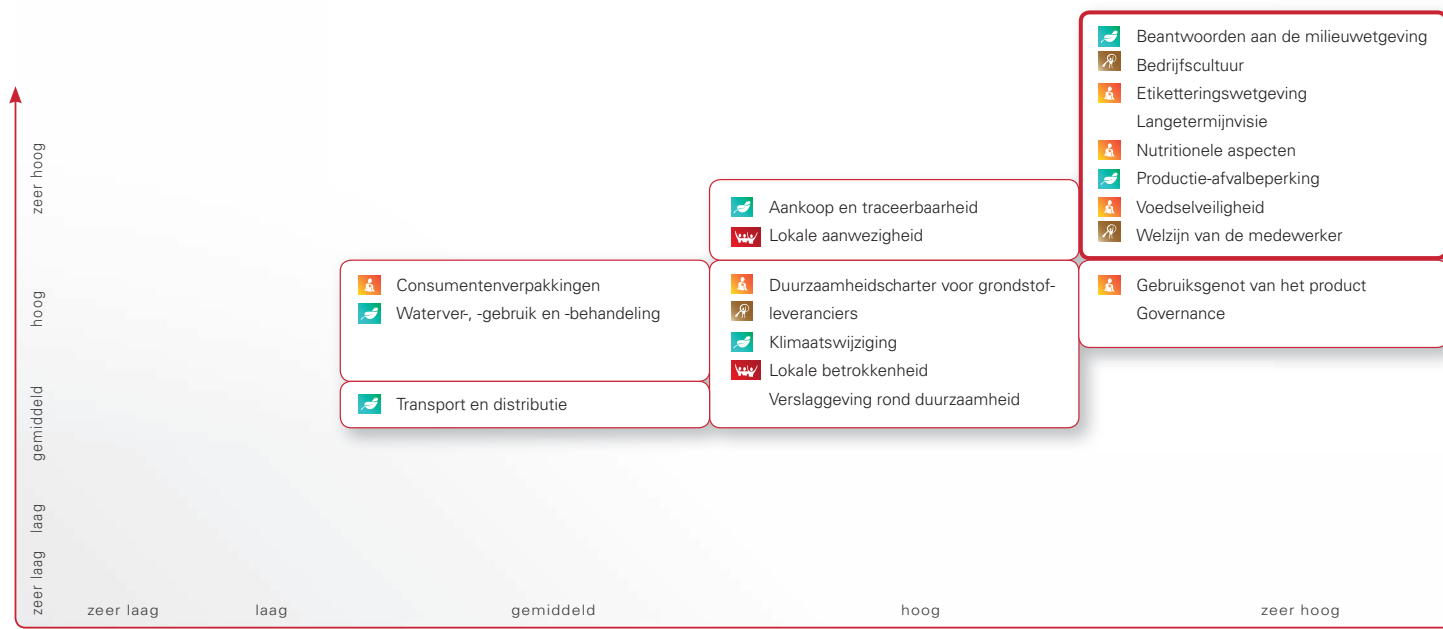 Beantwoorden aan de milieuwetgeving
Bedrijfscultuur
Etiketteringswetgeving
Langetermijnvisie
Nutritionele aspecten
Productie-afvalbeperking
Voedselveiligheid
Welzijn van de medewerker
Aankoop en traceerbaarheid
Lokale aanwezigheid
Consumentenverpakkingen
Waterver-, -gebruik en -behandeling
Duurzaamheidscharter voor grondstof-
leveranciers
Klimaatswijziging
Lokale betrokkenheid
Verslaggeving rond duurzaamheid
Gebruiksgenot van het product
Governance
Transport en distributie
zeer hoog
hoog
gemiddeld
laag
zeer laag
zeer laag
laag
gemiddeld
hoog
zeer hoog